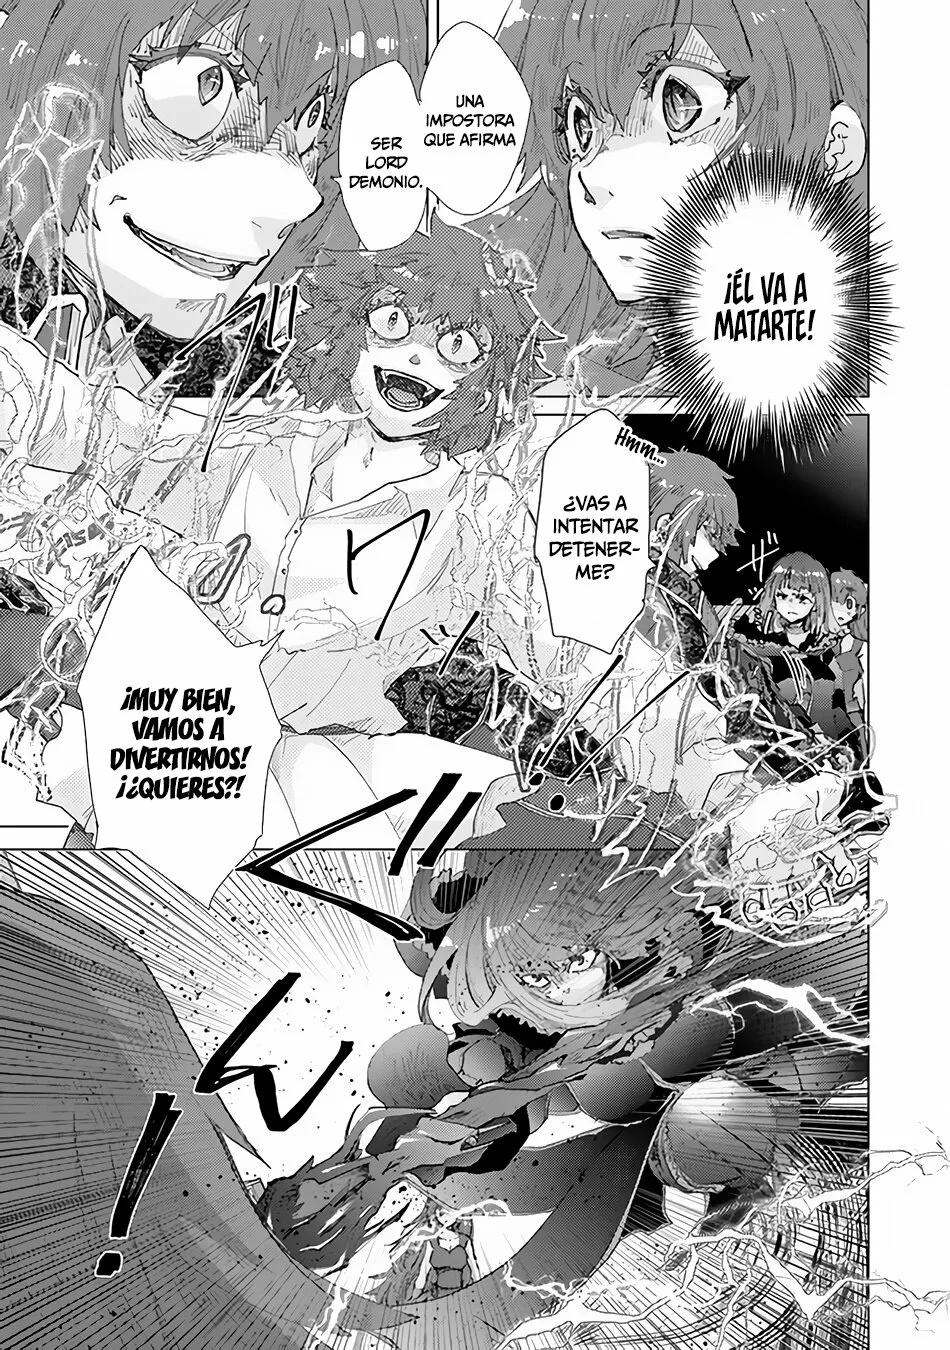 UNA
IMPOSTORA
QUE AFIRMA
SER
LORD
DEMONIO.
¡ÉL VA A
MATARTE!
HMM...
¿VAS A
INTENTAR
DETENER-
ME?
¡MUY BIEN,
VAMOS A
DIVERTIRNOS!
¡¿QUIERES?!